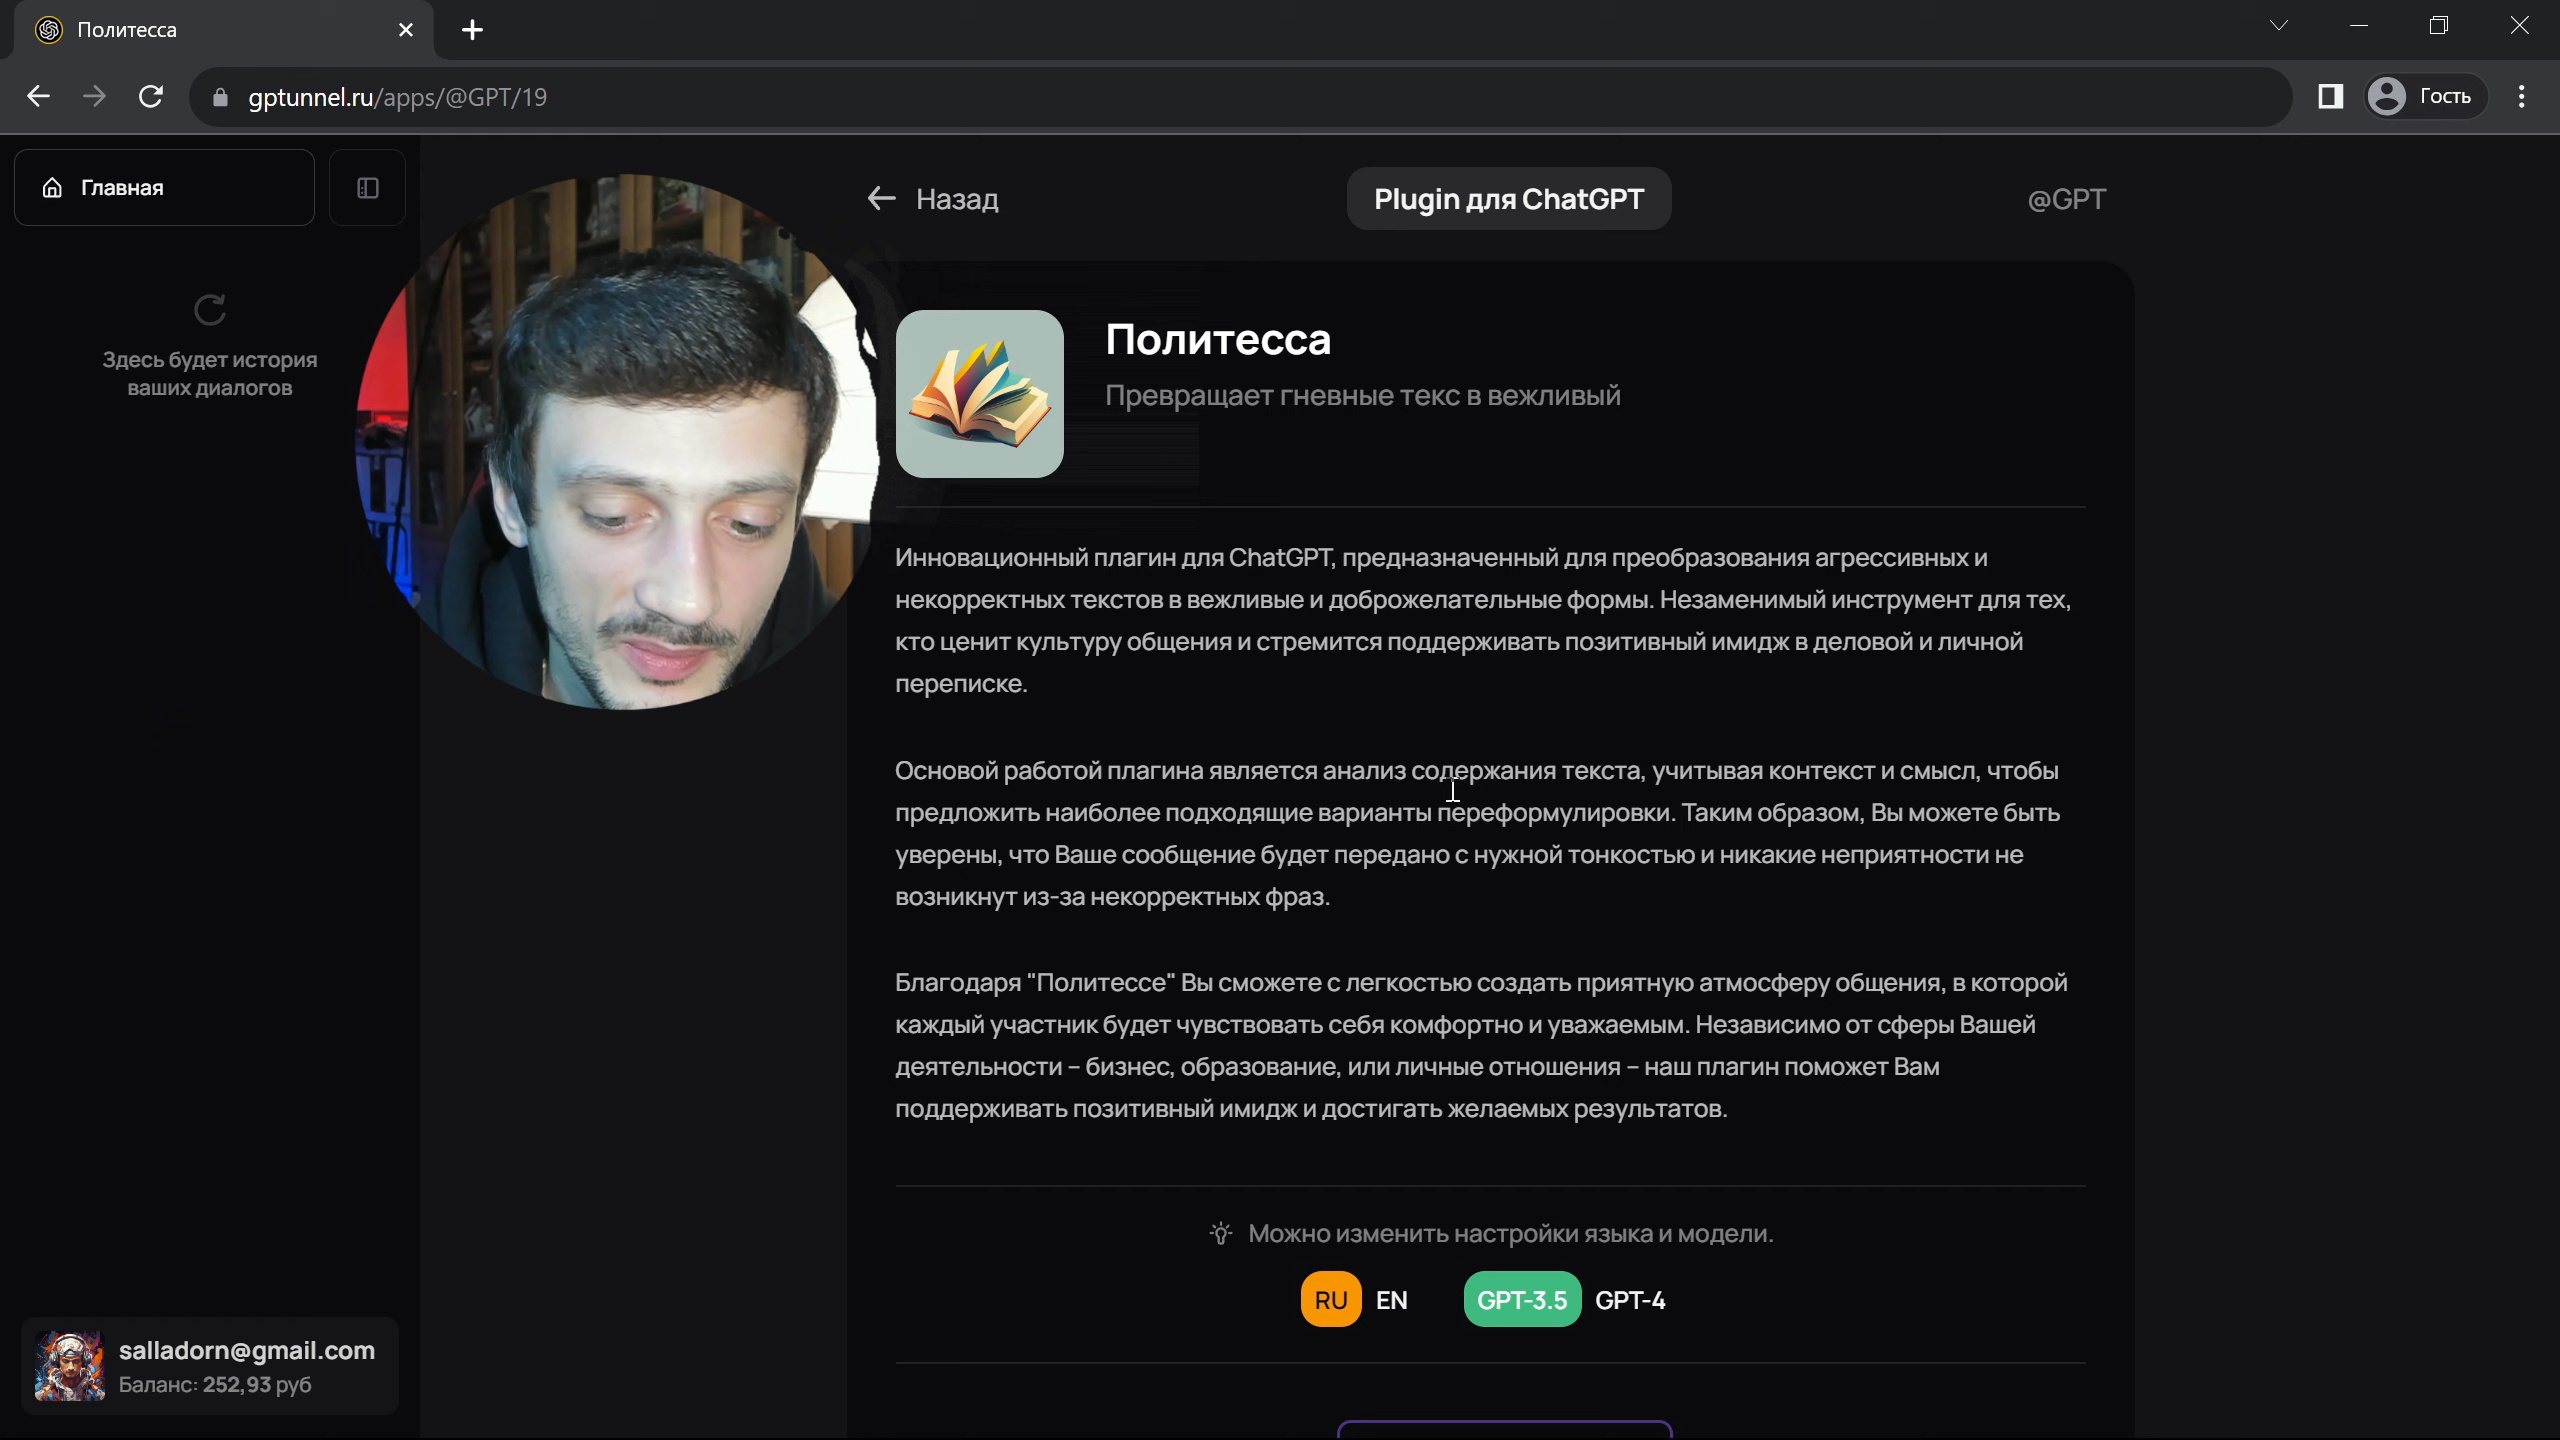 Политесса
gptunnel.ru/apps/@GPT/19
Гость
Главная
Назад
Plugin для ChatGPT
@GPT
Здесь будет история
ваших диалогов
Политесса
Превращает гневные текс в вежливый
Инновационный плагин для ChatGPT, предназначенный для преобразования агрессивных и
некорректных текстов в вежливые и доброжелательные формы. Незаменимый инструмент для тех,
кто ценит культуру общения и стремится поддерживать позитивный имидж в деловой и личной
переписке.
Основой работой плагина является анализ содержания текста, учитывая контекст и смысл, чтобы
предложить наиболее подходящие варианты переформулировки. Таким образом, Вы можете быть
уверены, что Ваше сообщение будет передано с нужной тонкостью и никакие неприятности не
возникнут из-за некорректных фраз.
Благодаря "Политессе" Вы сможете с легкостью создать приятную атмосферу общения, в которой
каждый участник будет чувствовать себя комфортно и уважаемым. Независимо от сферы Вашей
деятельности – бизнес, образование, или личные отношения – наш плагин поможет Вам
поддерживать позитивный имидж и достигать желаемых результатов.
Можно изменить настройки языка и модели.
RU EN GPT-3.5 GPT-4
salladorn@gmail.com
Баланс: 252,93 руб